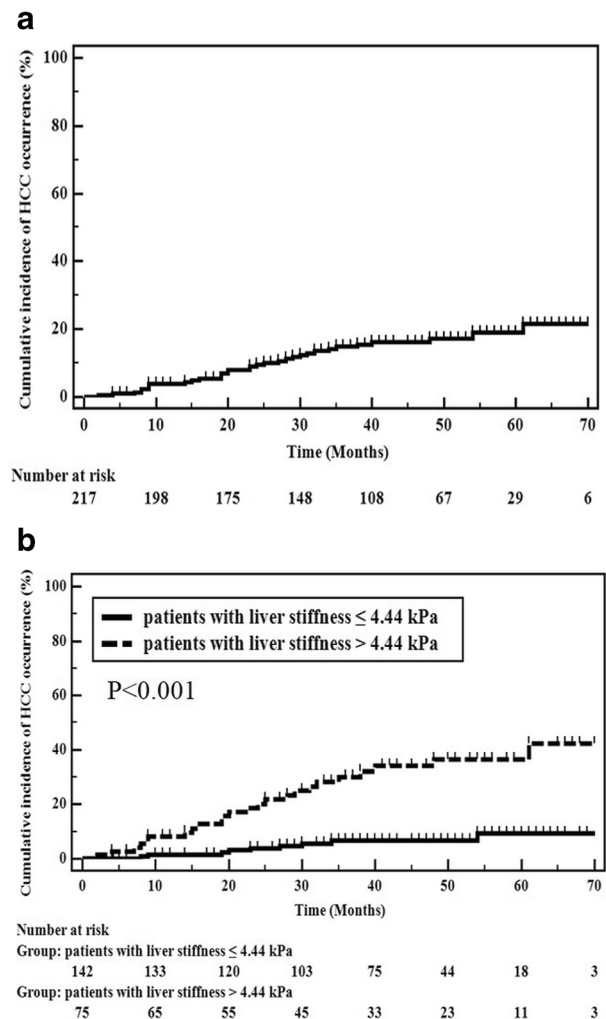 a
Cumulative incidence of HCC occurrence (%)
100
80
60
40
20
0
0 10 20 30 40 50 60 70
Time (Months)
Number at risk
217 198 175 148 108 67 29 6
b
Cumulative incidence of HCC occurrence (%)
100
80
60
40
20
0
patients with liver stiffness ≤ 4.44 kPa
patients with liver stiffness > 4.44 kPa
P<0.001
0 10 20 30 40 50 60 70
Time (Months)
Number at risk
Group: patients with liver stiffness ≤ 4.44 kPa
142 133 120 103 75 44 18 3
Group: patients with liver stiffness > 4.44 kPa
75 65 55 45 33 23 11 3